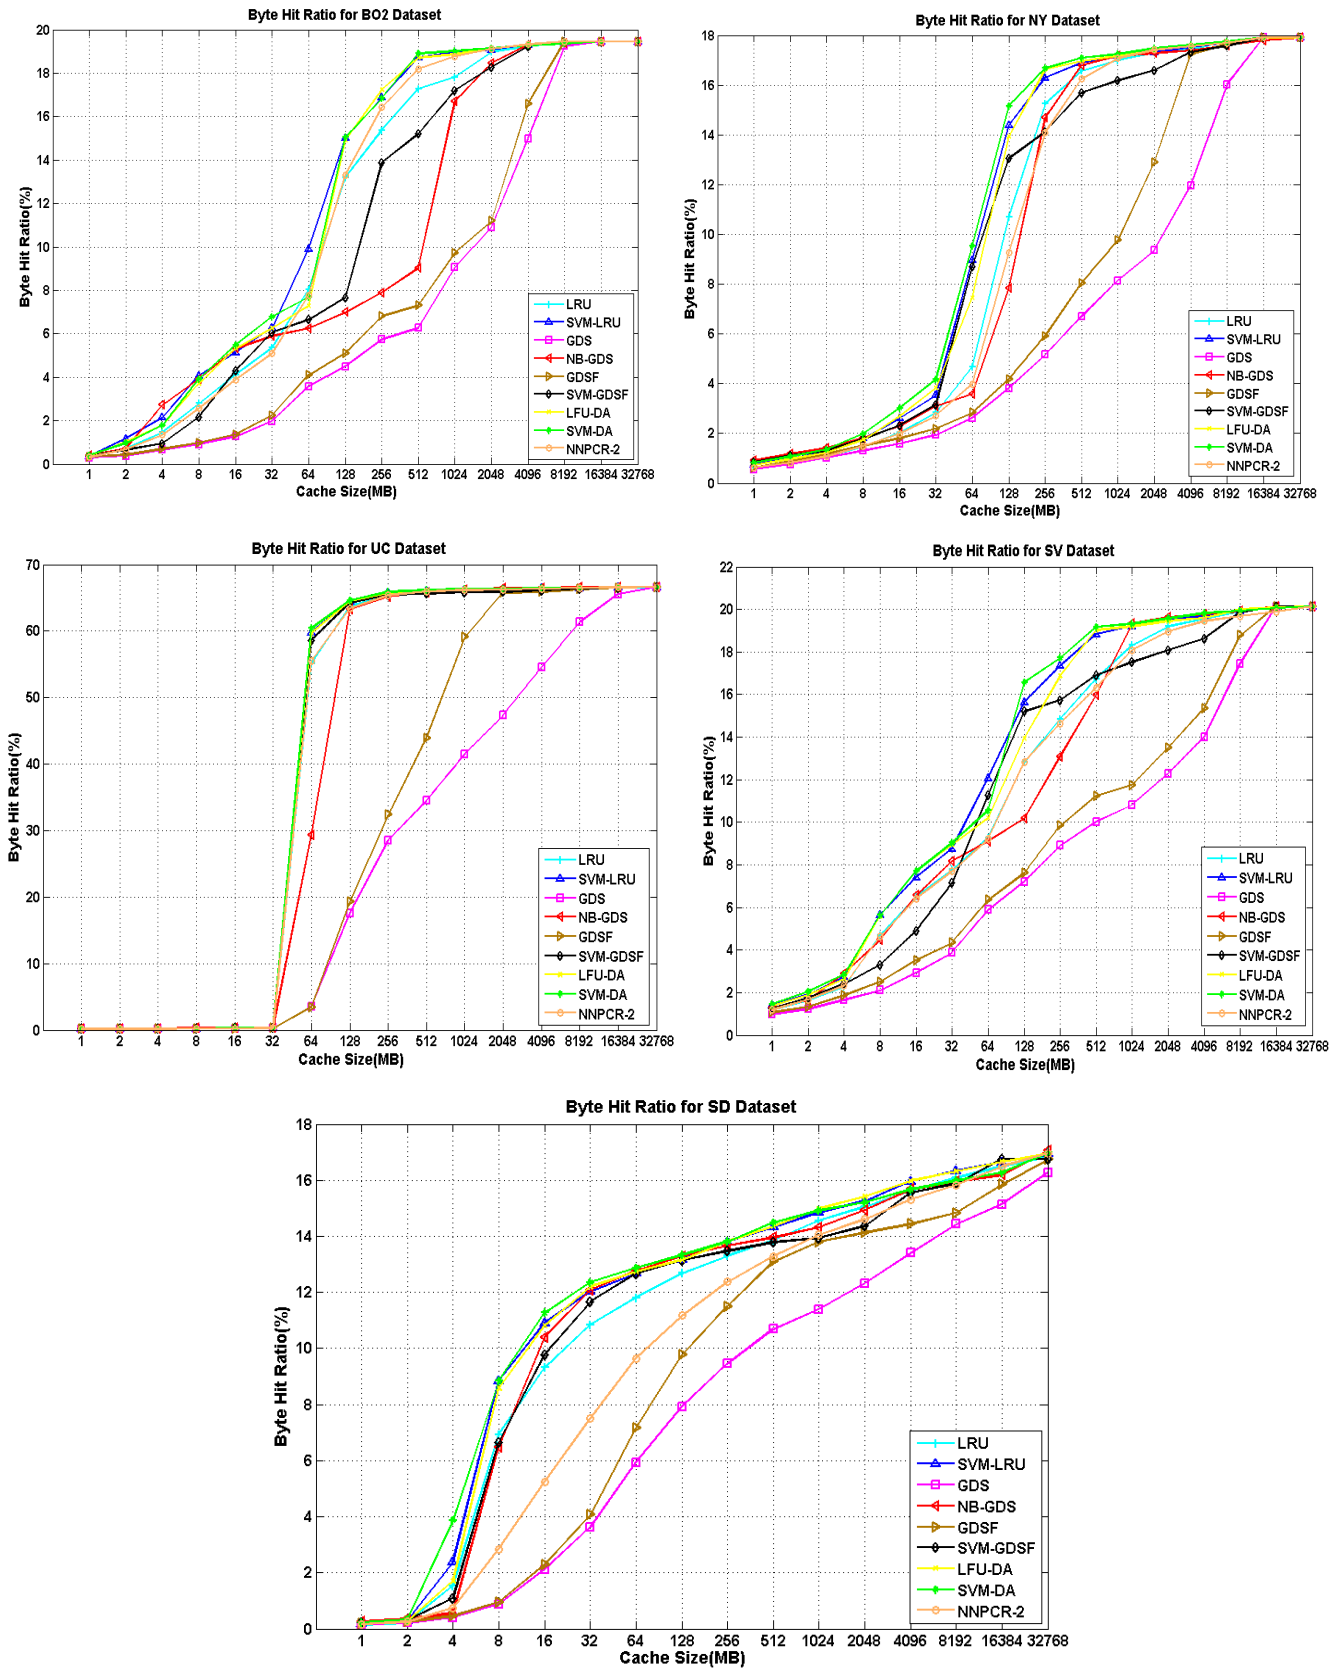 Byte Hit Ratio for BO2 Dataset
Byte Hit Ratio(%)
20
18
16
14
12
10
8
6
4
2
0
LRU
SVM-LRU
GDS
NB-GDS
GDSF
SVM-GDSF
LFU-DA
SVM-DA
NNPCR-2
1 2 4 8 16 32 64 128 256 512 1024 2048 4096 8192 16384 32768
Cache Size(MB)
Byte Hit Ratio for NY Dataset
Byte Hit Ratio(%)
18
16
14
12
10
8
6
4
2
0
LRU
SVM-LRU
GDS
NB-GDS
GDSF
SVM-GDSF
LFU-DA
SVM-DA
NNPCR-2
1 2 4 8 16 32 64 128 256 512 1024 2048 4096 8192 16384 32768
Cache Size(MB)
Byte Hit Ratio for UC Dataset
Byte Hit Ratio(%)
70
60
50
40
30
20
10
0
LRU
SVM-LRU
GDS
NB-GDS
GDSF
SVM-GDSF
LFU-DA
SVM-DA
NNPCR-2
1 2 4 8 16 32 64 128 256 512 1024 2048 4096 8192 16384 32768
Cache Size(MB)
Byte Hit Ratio for SV Dataset
Byte Hit Ratio(%)
22
20
18
16
14
12
10
8
6
4
2
0
LRU
SVM-LRU
GDS
NB-GDS
GDSF
SVM-GDSF
LFU-DA
SVM-DA
NNPCR-2
1 2 4 8 16 32 64 128 256 512 1024 2048 4096 8192 16384 32768
Cache Size(MB)
Byte Hit Ratio for SD Dataset
Byte Hit Ratio(%)
18
16
14
12
10
8
6
4
2
0
LRU
SVM-LRU
GDS
NB-GDS
GDSF
SVM-GDSF
LFU-DA
SVM-DA
NNPCR-2
1 2 4 8 16 32 64 128 256 512 1024 2048 4096 8192 16384 32768
Cache Size(MB)